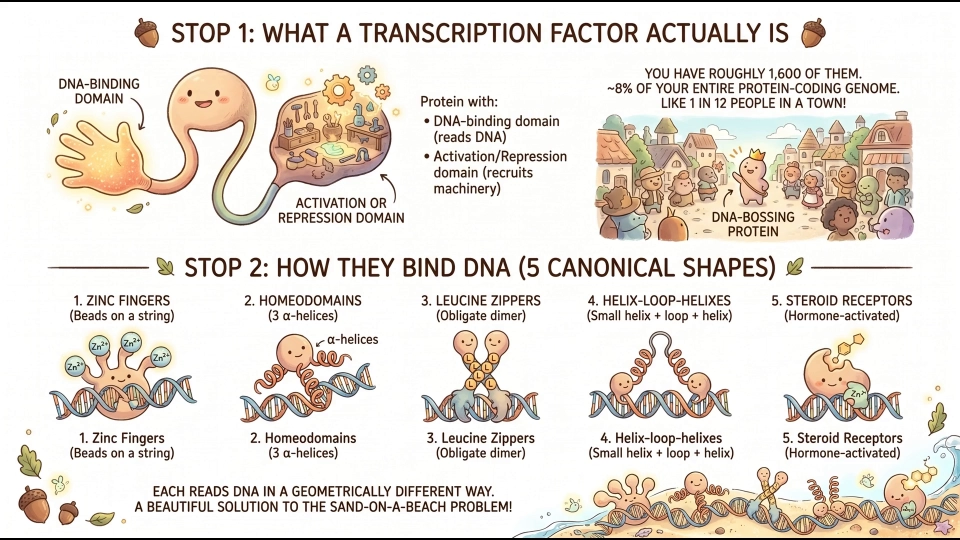 STOP 1: WHAT A TRANSCRIPTION FACTOR ACTUALLY IS
DNA-BINDING
DOMAIN
ACTIVATION OR
REPRESSION DOMAIN
Protein with:
• DNA-binding domain
(reads DNA)
• Activation/Repression
domain (recruits
machinery)
YOU HAVE ROUGHLY 1,600 OF THEM.
~8% OF YOUR ENTIRE PROTEIN-CODING GENOME.
LIKE 1 IN 12 PEOPLE IN A TOWN!
DNA-BOSSING
PROTEIN
STOP 2: HOW THEY BIND DNA (5 CANONICAL SHAPES)
1. ZINC FINGERS
(Beads on a string)
Zn²⁺
Zn²⁺
Zn²⁺
Zn²⁺
1. Zinc Fingers
(Beads on a string)
2. HOMEODOMAINS
(3 α-helices)
α-helices
2. Homeodomains
(3 α-helices)
3. LEUCINE ZIPPERS
(Obligate dimer)
L
L
L
L
L
L
3. Leucine Zippers
(Obligate dimer)
4. HELIX-LOOP-HELIXES
(Small helix + loop + helix)
4. Helix-loop-helixes
(Small helix + loop + helix)
5. STEROID RECEPTORS
(Hormone-activated)
Zn²⁺
5. Steroid Receptors
(Hormone-activated)
EACH READS DNA IN A GEOMETRICALLY DIFFERENT WAY.
A BEAUTIFUL SOLUTION TO THE SAND-ON-A-BEACH PROBLEM!